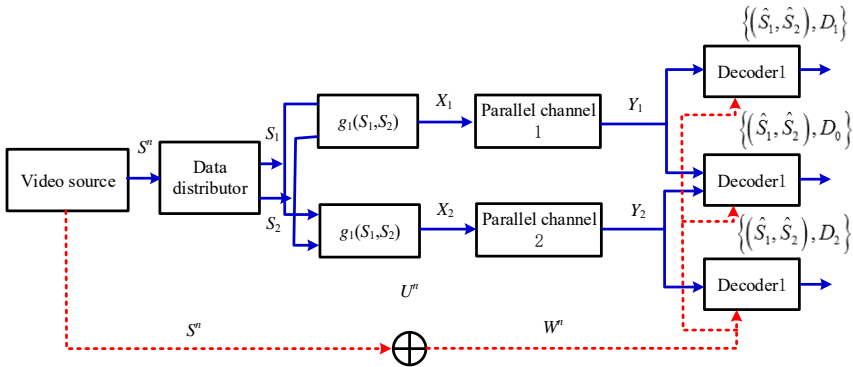 {(Ŝ₁,Ŝ₂),D₁}
Decoder1
X₁
Y₁
Parallel channel
1
g₁(S₁,S₂)
S₁
{(Ŝ₁,Ŝ₂),D₀}
Sⁿ
Video source
Data
distributor
Decoder1
S₂
X₂
Y₂
Parallel channel
2
g₁(S₁,S₂)
{(Ŝ₁,Ŝ₂),D₂}
Decoder1
Uⁿ
Sⁿ
Wⁿ